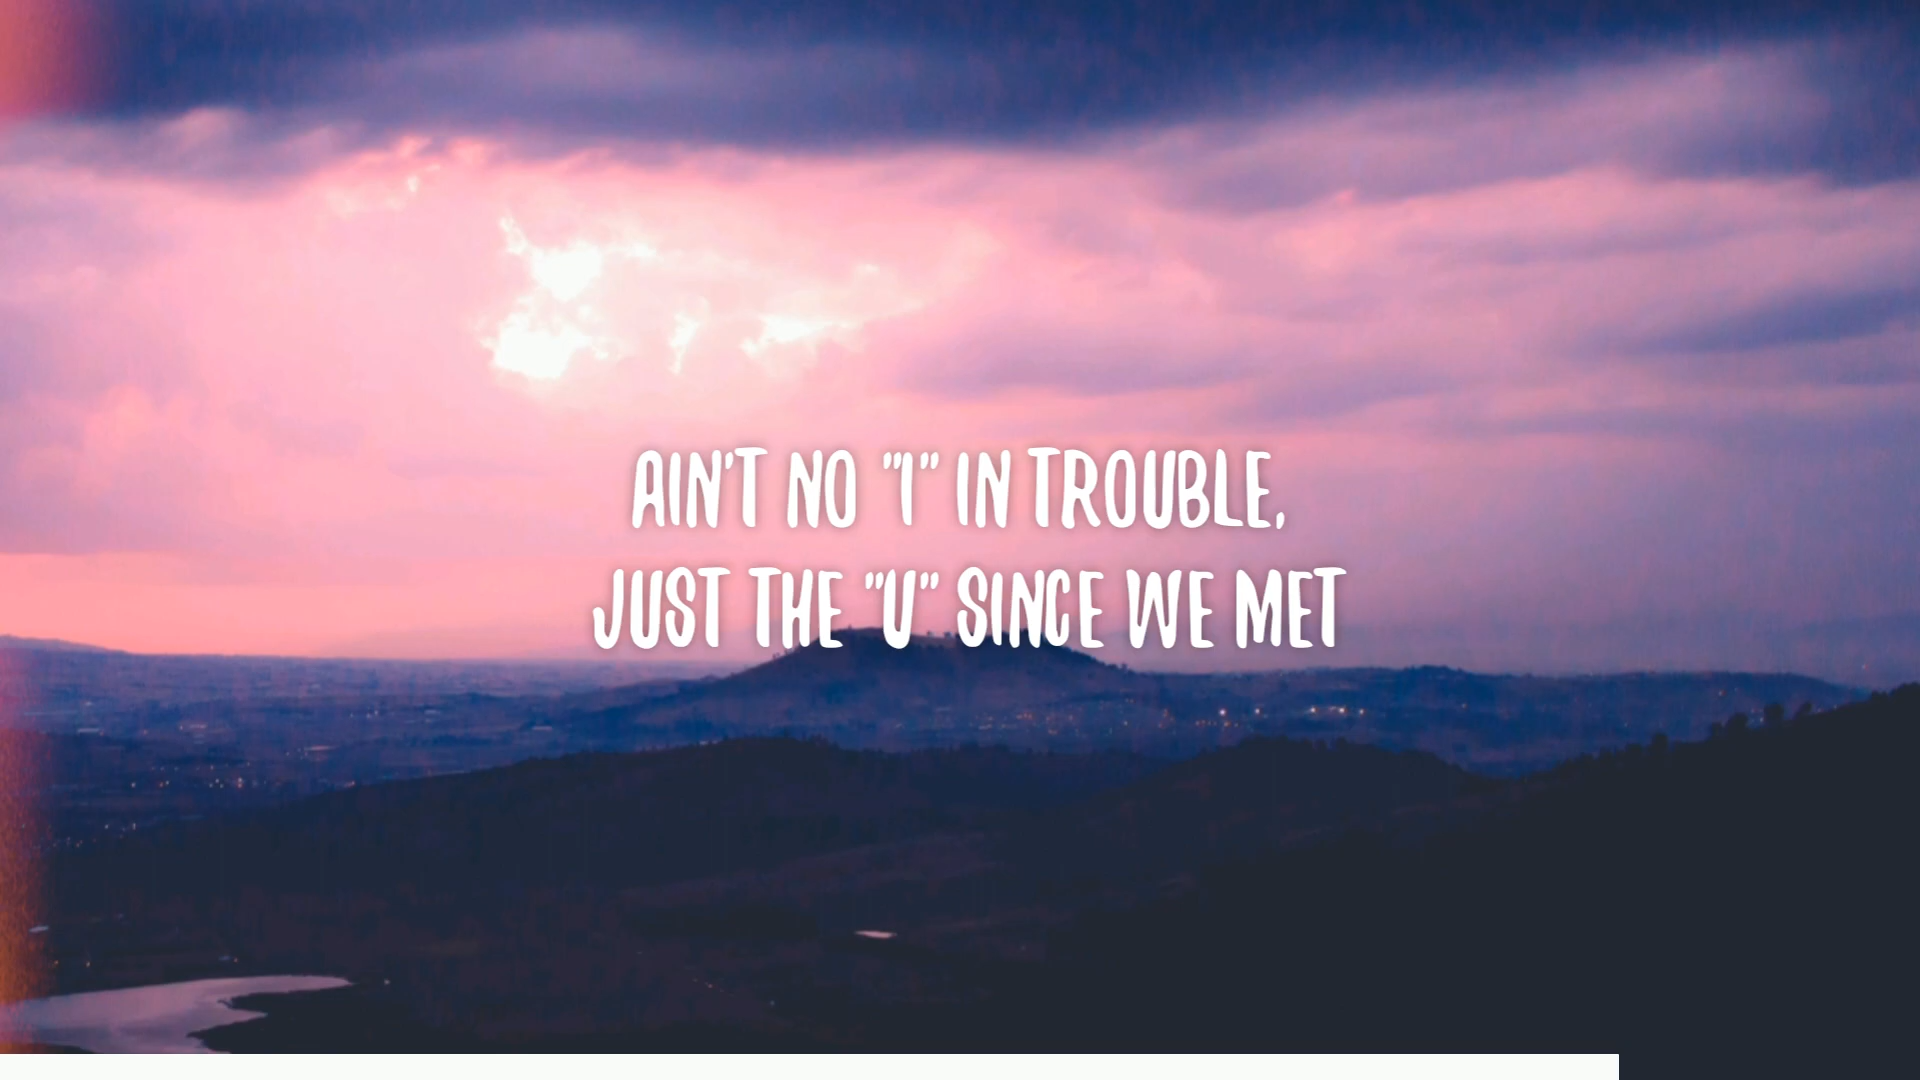 AIN'T NO "I" IN TROUBLE,
JUST THE "U" SINCE WE MET